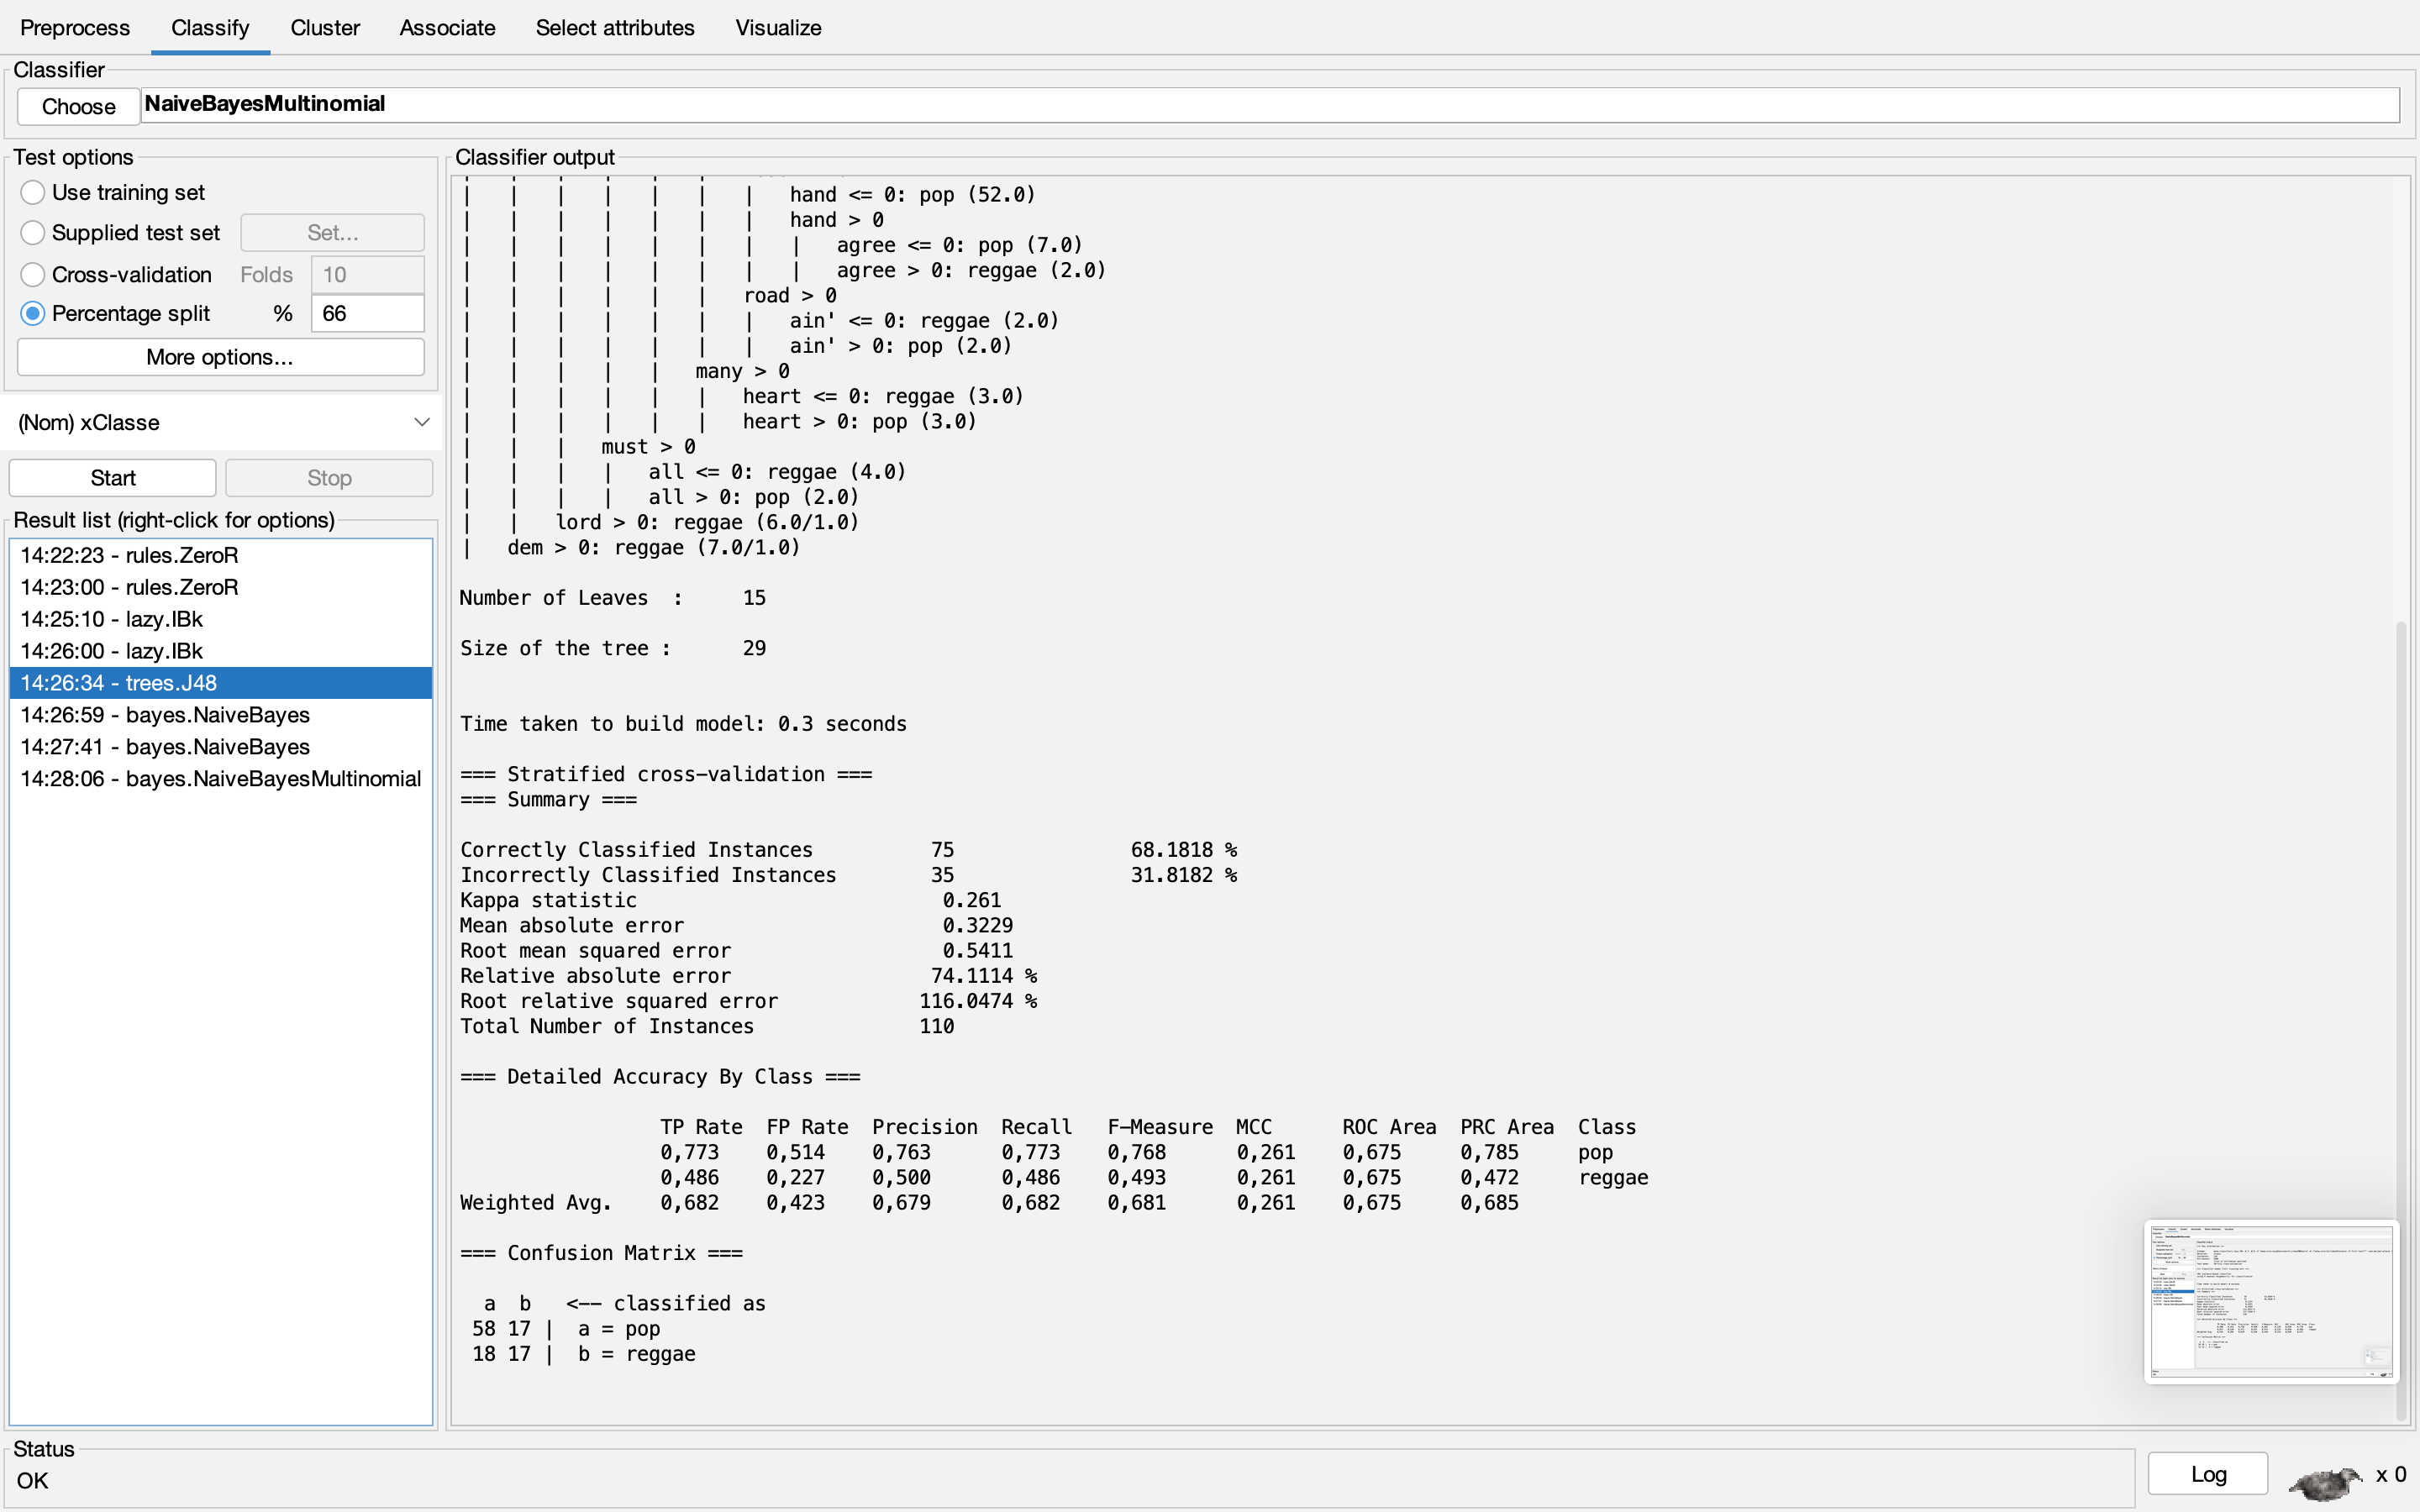 Preprocess Classify Cluster Associate Select attributes Visualize
Classifier
Choose NaiveBayesMultinomial
Test options
Use training set
Supplied test set Set...
Cross-validation Folds 10
Percentage split % 66
More options...
(Nom) xClasse
Start Stop
Result list (right-click for options)
14:22:23 - rules.ZeroR
14:23:00 - rules.ZeroR
14:25:10 - lazy.IBk
14:26:00 - lazy.IBk
14:26:34 - trees.J48
14:26:59 - bayes.NaiveBayes
14:27:41 - bayes.NaiveBayes
14:28:06 - bayes.NaiveBayesMultinomial
Classifier output
| | | | | | | hand <= 0: pop (52.0)
| | | | | | | hand > 0
| | | | | | | | agree <= 0: pop (7.0)
| | | | | | | | agree > 0: reggae (2.0)
| | | | | | road > 0
| | | | | | | ain' <= 0: reggae (2.0)
| | | | | | | ain' > 0: pop (2.0)
| | | | | many > 0
| | | | | | heart <= 0: reggae (3.0)
| | | | | | heart > 0: pop (3.0)
| | | must > 0
| | | | all <= 0: reggae (4.0)
| | | | all > 0: pop (2.0)
| | lord > 0: reggae (6.0/1.0)
| dem > 0: reggae (7.0/1.0)
Number of Leaves : 15
Size of the tree : 29
Time taken to build model: 0.3 seconds
=== Stratified cross-validation ===
=== Summary ===
Correctly Classified Instances 75 68.1818 %
Incorrectly Classified Instances 35 31.8182 %
Kappa statistic 0.261
Mean absolute error 0.3229
Root mean squared error 0.5411
Relative absolute error 74.1114 %
Root relative squared error 116.0474 %
Total Number of Instances 110
=== Detailed Accuracy By Class ===
TP Rate FP Rate Precision Recall F-Measure MCC ROC Area PRC Area Class
0,773 0,514 0,763 0,773 0,768 0,261 0,675 0,785 pop
0,486 0,227 0,500 0,486 0,493 0,261 0,675 0,472 reggae
Weighted Avg. 0,682 0,423 0,679 0,682 0,681 0,261 0,675 0,685
=== Confusion Matrix ===
a b <-- classified as
58 17 | a = pop
18 17 | b = reggae
Status
OK
Log x 0